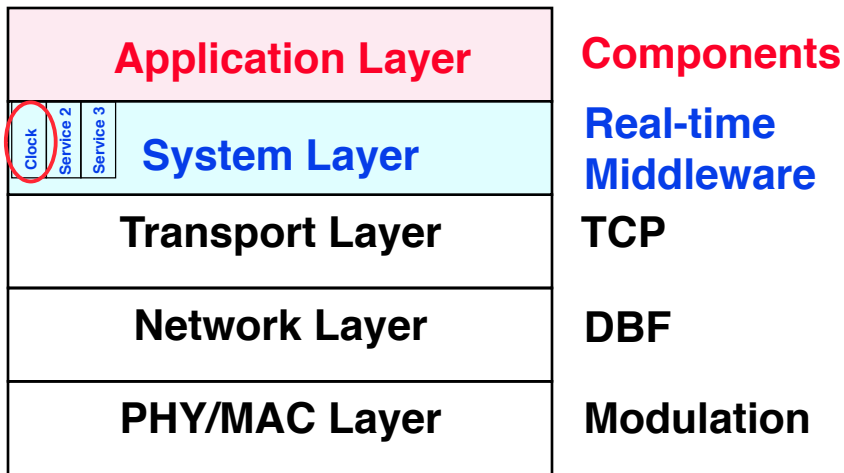 Application Layer
Components
Clock
Service 2
Service 3
System Layer
Real-time
Middleware
Transport Layer
TCP
Network Layer
DBF
PHY/MAC Layer
Modulation